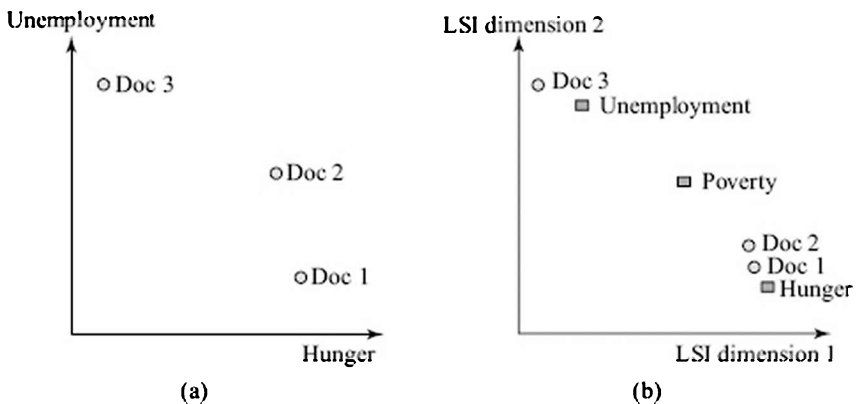 Unemployment
Doc 3
Doc 2
Doc 1
Hunger
(a)
LSI dimension 2
Doc 3
Unemployment
Poverty
Doc 2
Doc 1
Hunger
LSI dimension 1
(b)